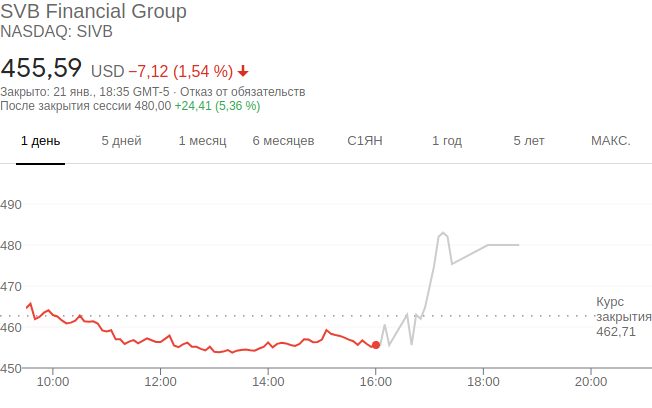 SVB Financial Group
NASDAQ: SIVB
455,59 USD −7,12 (1,54 %)
Закрыто: 21 янв., 18:35 GMT-5 · Отказ от обязательств
После закрытия сессии 480,00 +24,41 (5,36 %)
1 день 5 дней 1 месяц 6 месяцев С1ЯН 1 год 5 лет МАКС.
490
480
470
Курс
закрытия
462,71
460
450
10:00 12:00 14:00 16:00 18:00 20:00